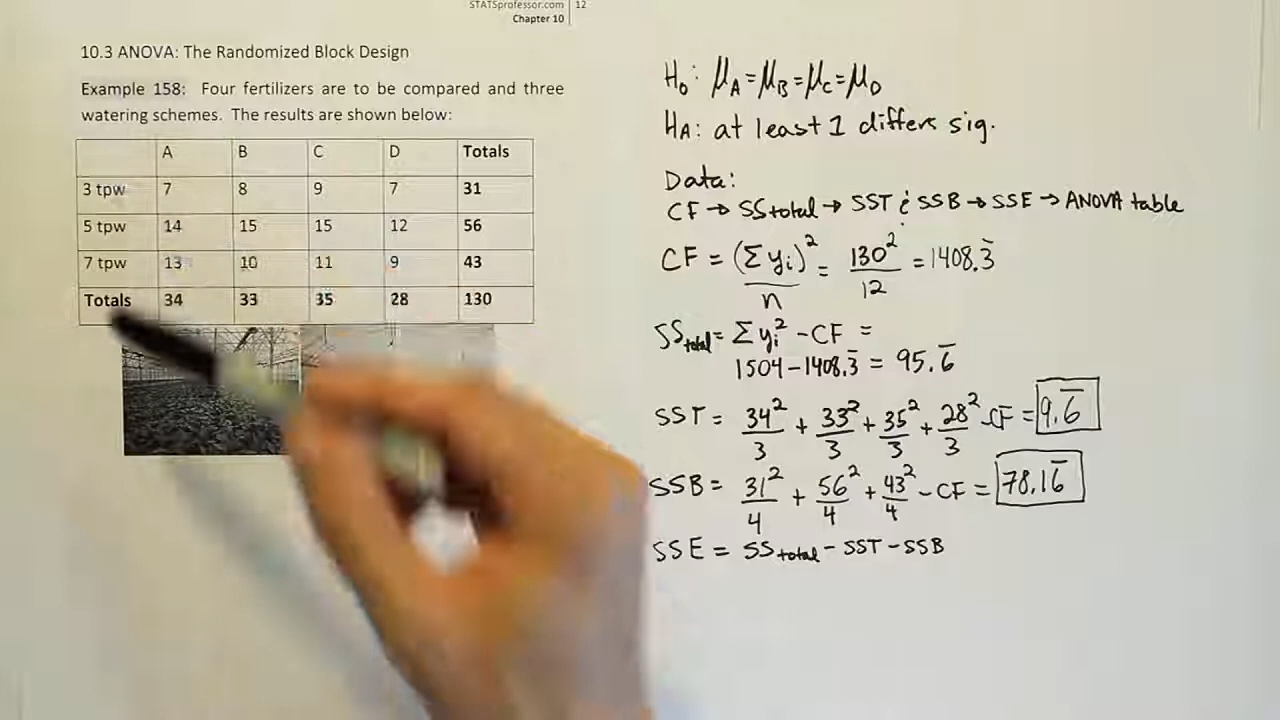 STATSprofessor.com | 12
Chapter 10
10.3 ANOVA: The Randomized Block Design
Example 158: Four fertilizers are to be compared and three
watering schemes. The results are shown below:
A B C D Totals
3 tpw 7 8 9 7 31
5 tpw 14 15 15 12 56
7 tpw 13 10 11 9 43
Totals 34 33 35 28 130
H₀: μA = μB = μC = μD
HA: at least 1 differs sig.
Data:
CF → SStotal → SST & SSB → SSE → ANOVA table
CF = (Σyᵢ)²/n = 130²/12 = 1408.3̅
SStotal = Σyᵢ² - CF =
1504 - 1408.3̅ = 95.6̅
SST = 34²/3 + 33²/3 + 35²/3 + 28²/3 - CF = 9.6̅
SSB = 31²/4 + 56²/4 + 43²/4 - CF = 78.16̅
SSE = SStotal - SST - SSB